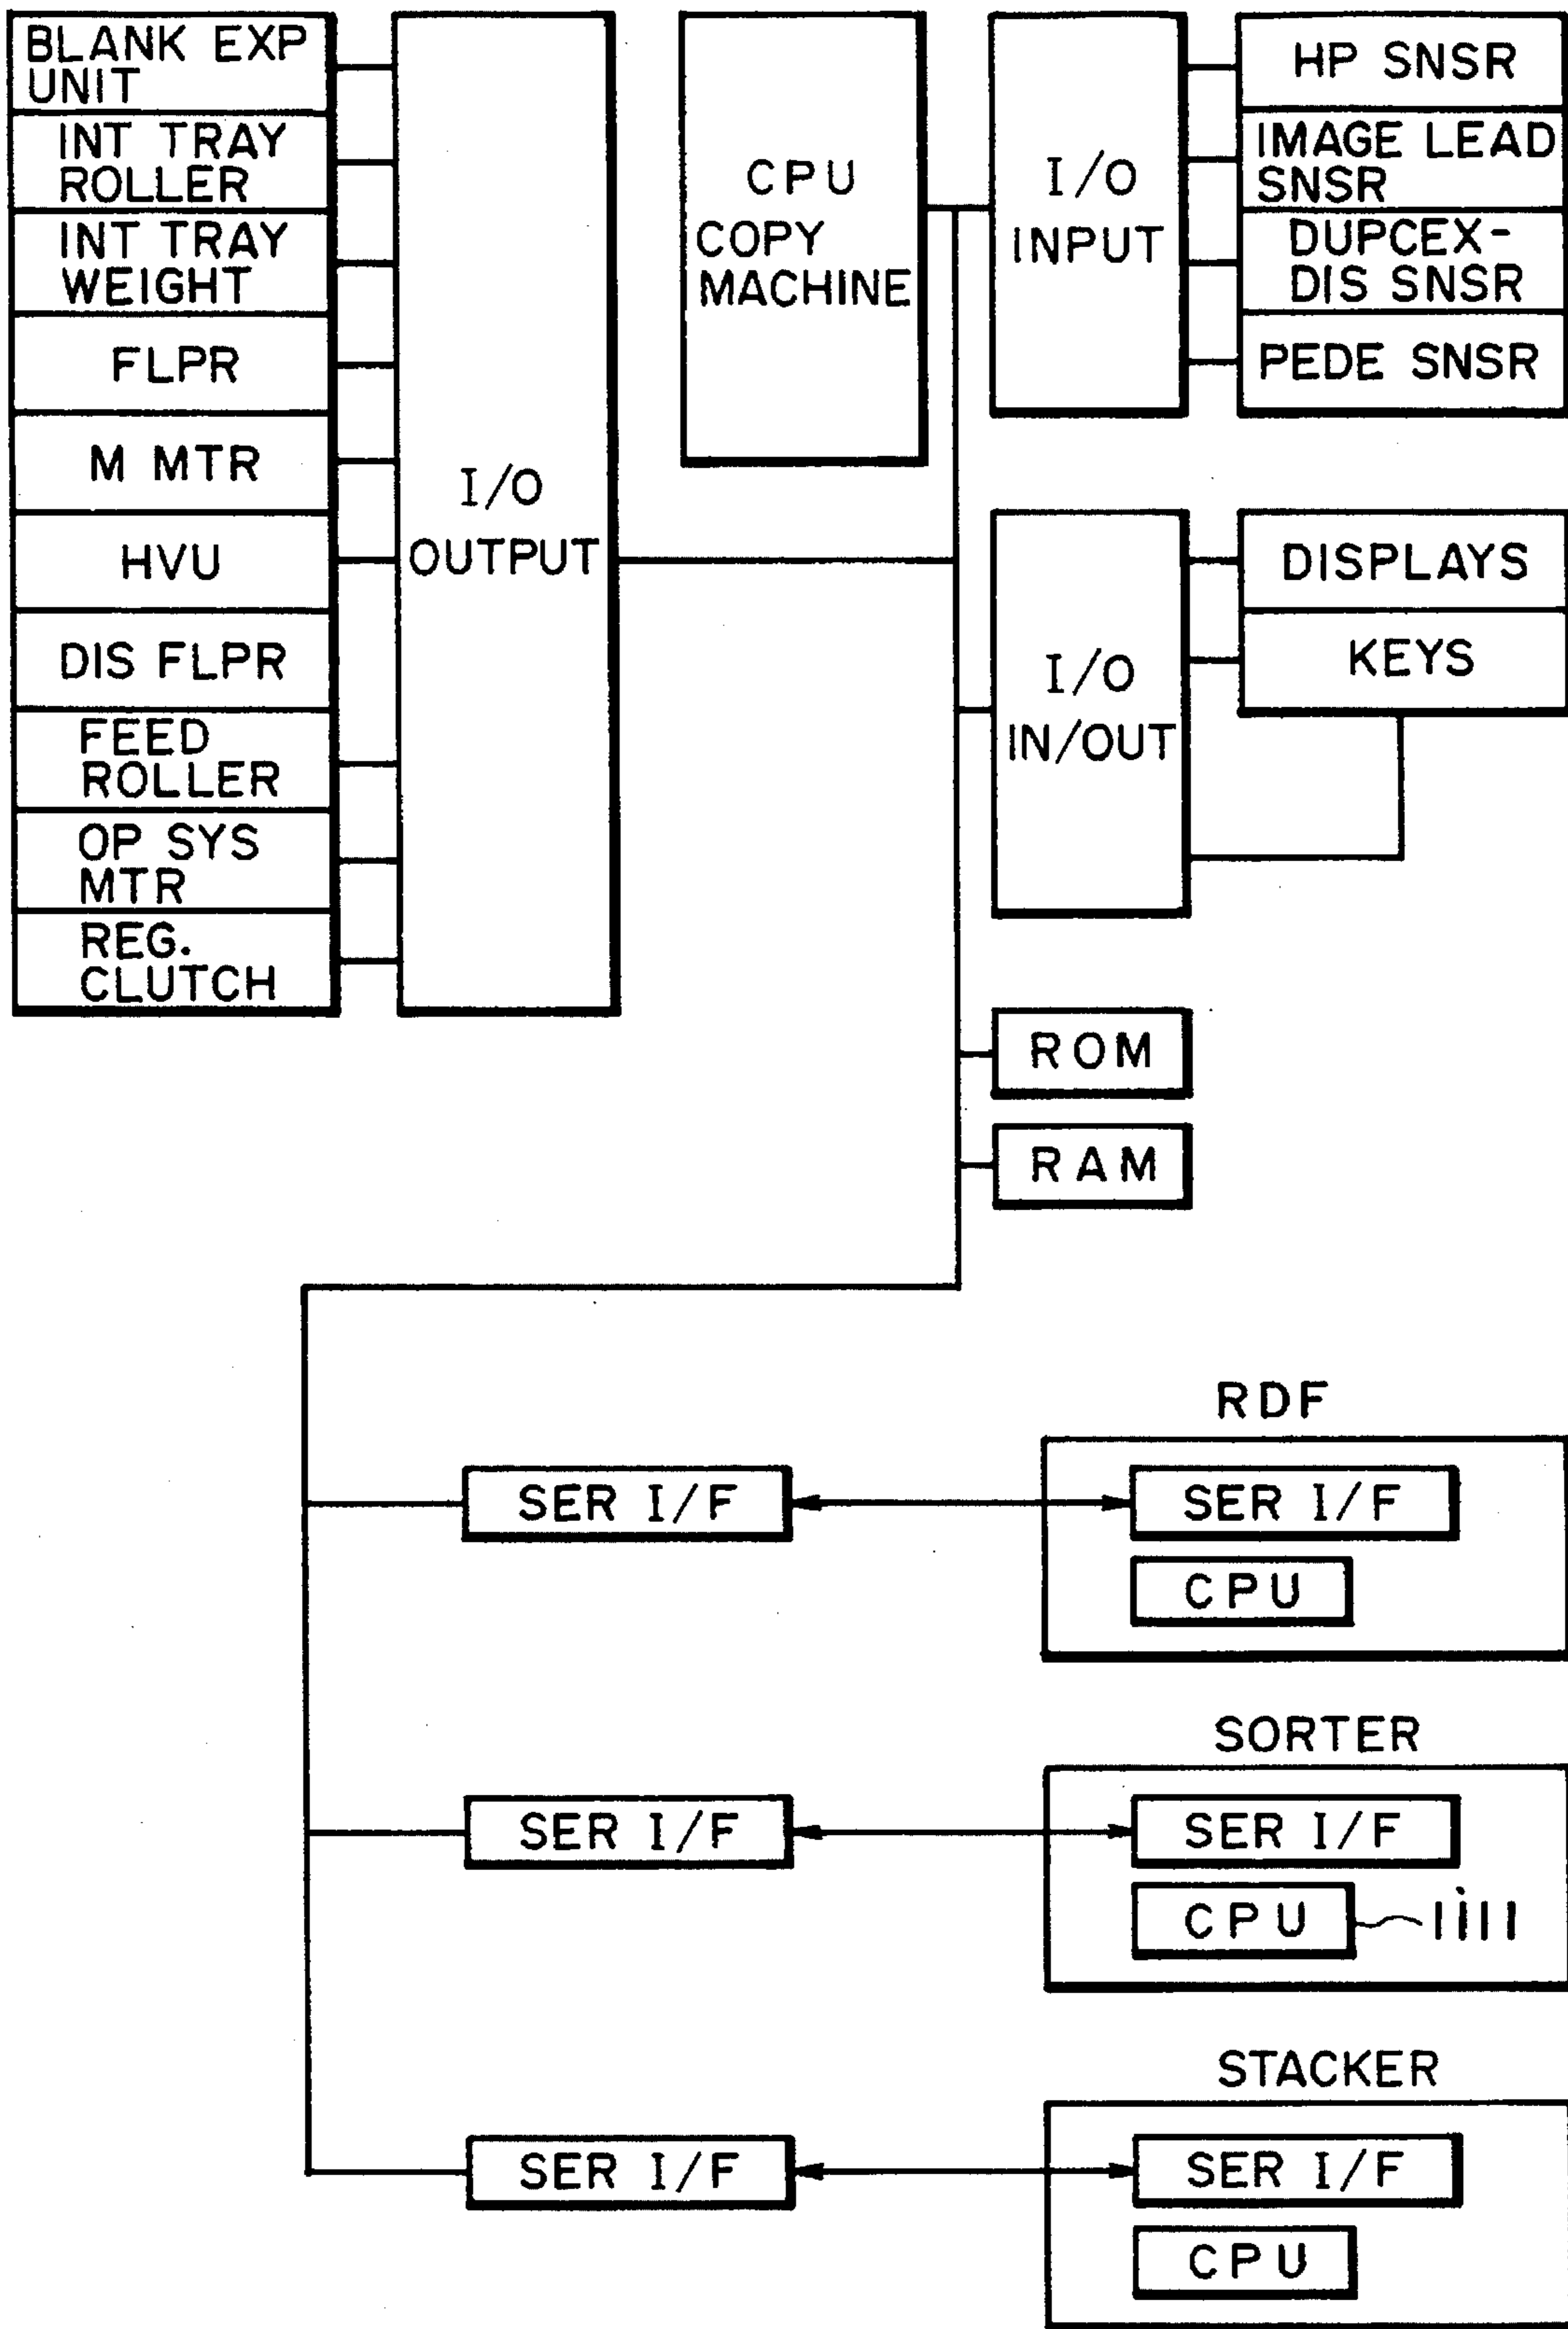 BLANK EXP
UNIT
INT TRAY
ROLLER
INT TRAY
WEIGHT
FLPR
M MTR
HVU
DIS FLPR
FEED
ROLLER
OP SYS
MTR
REG.
CLUTCH
I/O
OUTPUT
CPU
COPY
MACHINE
I/O
INPUT
HP SNSR
IMAGE LEAD
SNSR
DUPCEX-
DIS SNSR
PEDE SNSR
I/O
IN/OUT
DISPLAYS
KEYS
ROM
RAM
RDF
SER I/F
SER I/F
CPU
SORTER
SER I/F
SER I/F
CPU
1111
STACKER
SER I/F
SER I/F
CPU